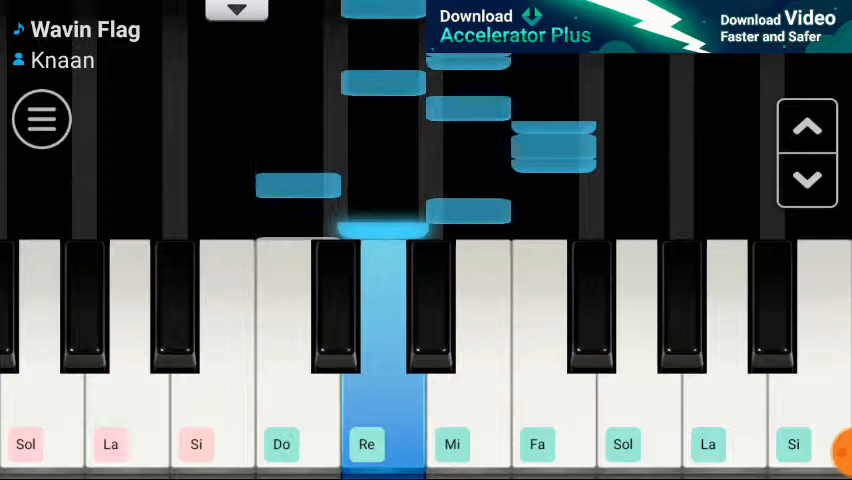 Wavin Flag
Knaan
Download
Accelerator Plus
Download Video
Faster and Safer
Sol La Si Do Re Mi Fa Sol La Si